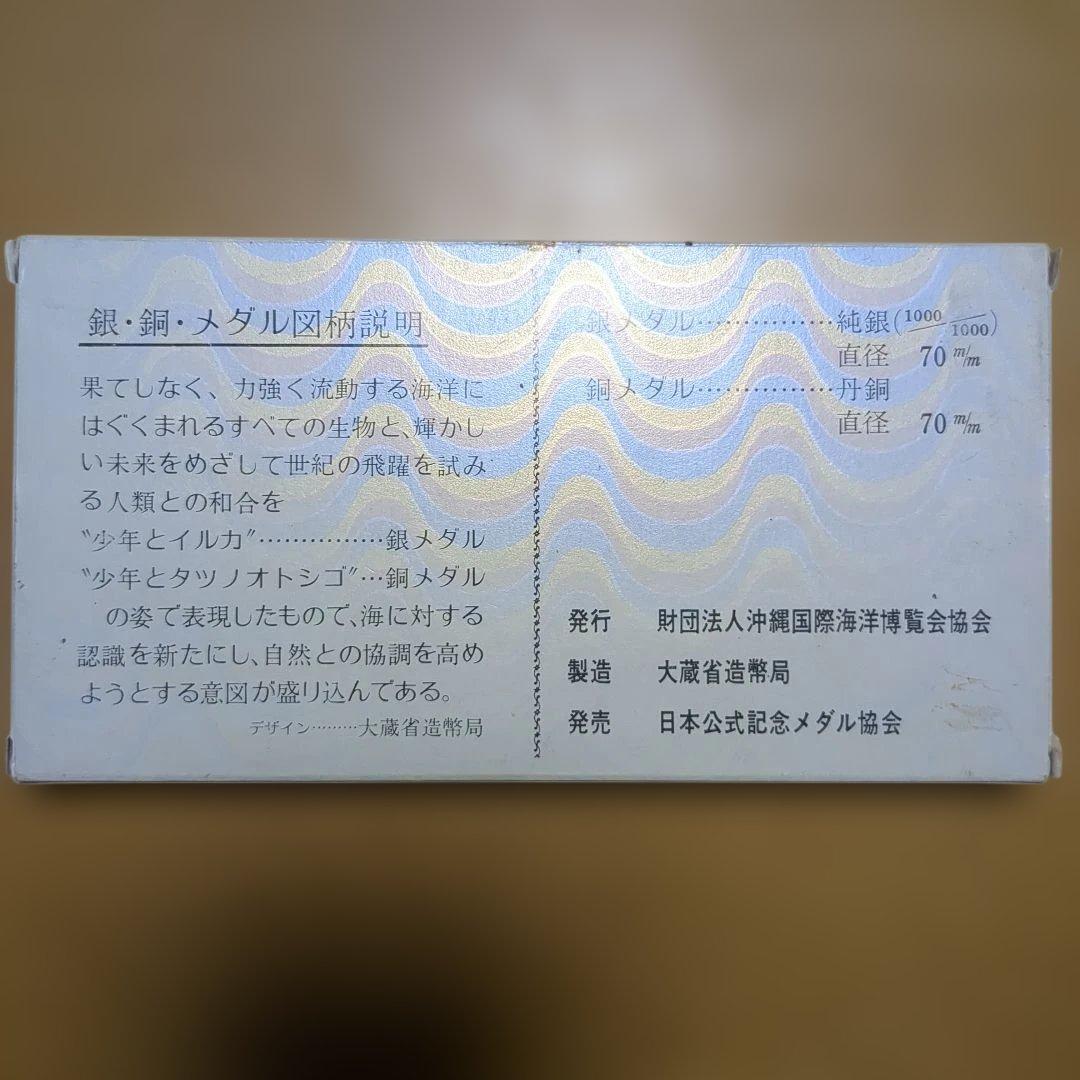 銀・銅・メダル図柄説明
果てしなく、力強く流動する海洋に
はぐくまれるすべての生物と、輝かし
い未来をめざして世紀の飛躍を試み
る人類との和合を
〝少年とイルカ〟……………銀メダル
〝少年とタツノオトシゴ〟…銅メダル
の姿で表現したもので、海に対する
認識を新たにし、自然との協調を高め
ようとする意図が盛り込んである。
デザイン………大蔵省造幣局
銀メダル……………純銀(1000/1000)
直径 70 m/m
銅メダル……………丹銅
直径 70 m/m
発行 財団法人沖縄国際海洋博覧会協会
製造 大蔵省造幣局
発売 日本公式記念メダル協会